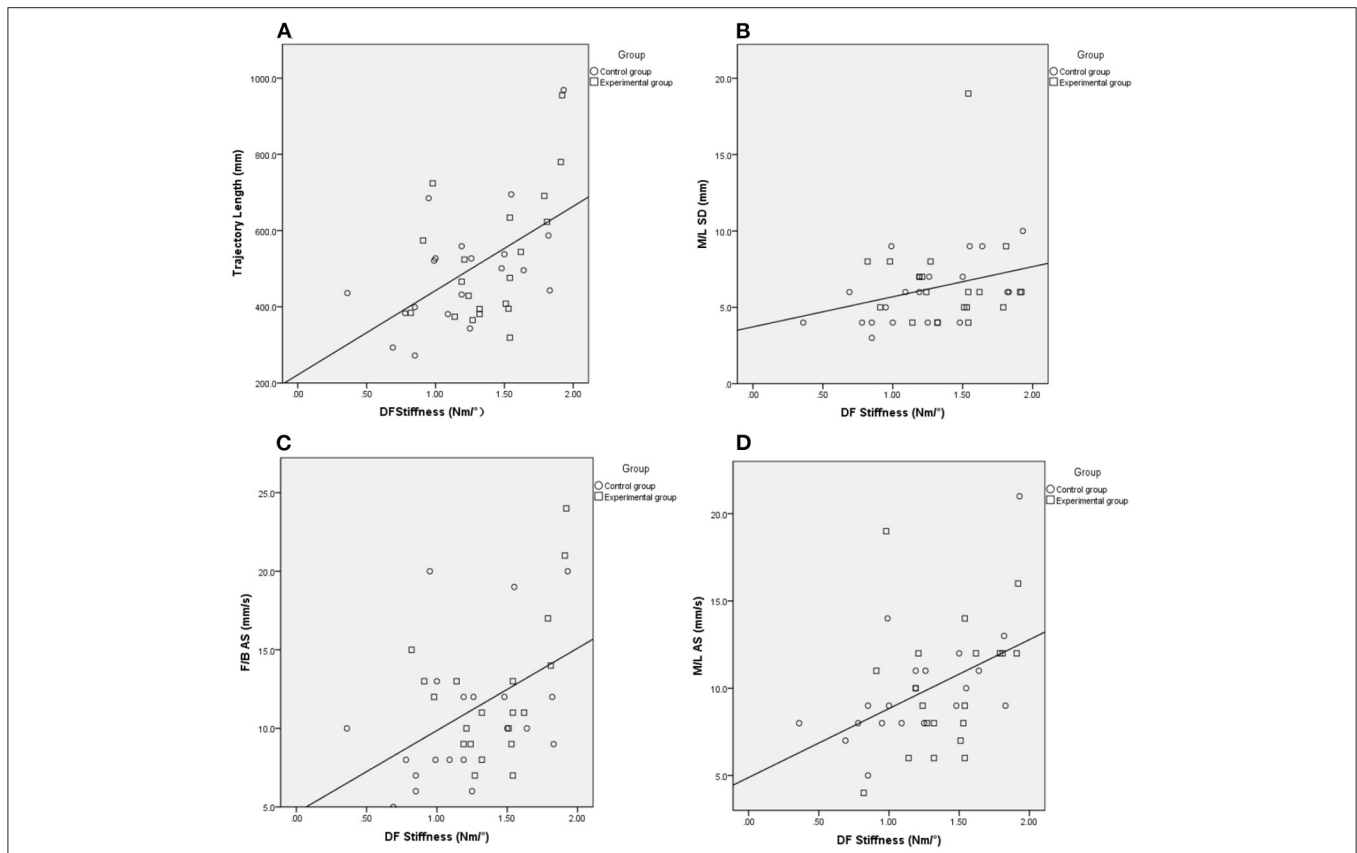 A
Group
Control group
Experimental group
1000.0
800.0
600.0
400.0
200.0
Trajectory Length (mm)
.00 .50 1.00 1.50 2.00
DFStiffness (Nm/°)
B
Group
Control group
Experimental group
20.0
15.0
10.0
5.0
.0
M/L SD (mm)
.00 .50 1.00 1.50 2.00
DF Stiffness (Nm/°)
C
Group
Control group
Experimental group
25.0
20.0
15.0
10.0
5.0
F/B AS (mm/s)
.00 .50 1.00 1.50 2.00
DF Stiffness (Nm/°)
D
Group
Control group
Experimental group
20.0
15.0
10.0
5.0
M/L AS (mm/s)
.00 .50 1.00 1.50 2.00
DF Stiffness (Nm/°)